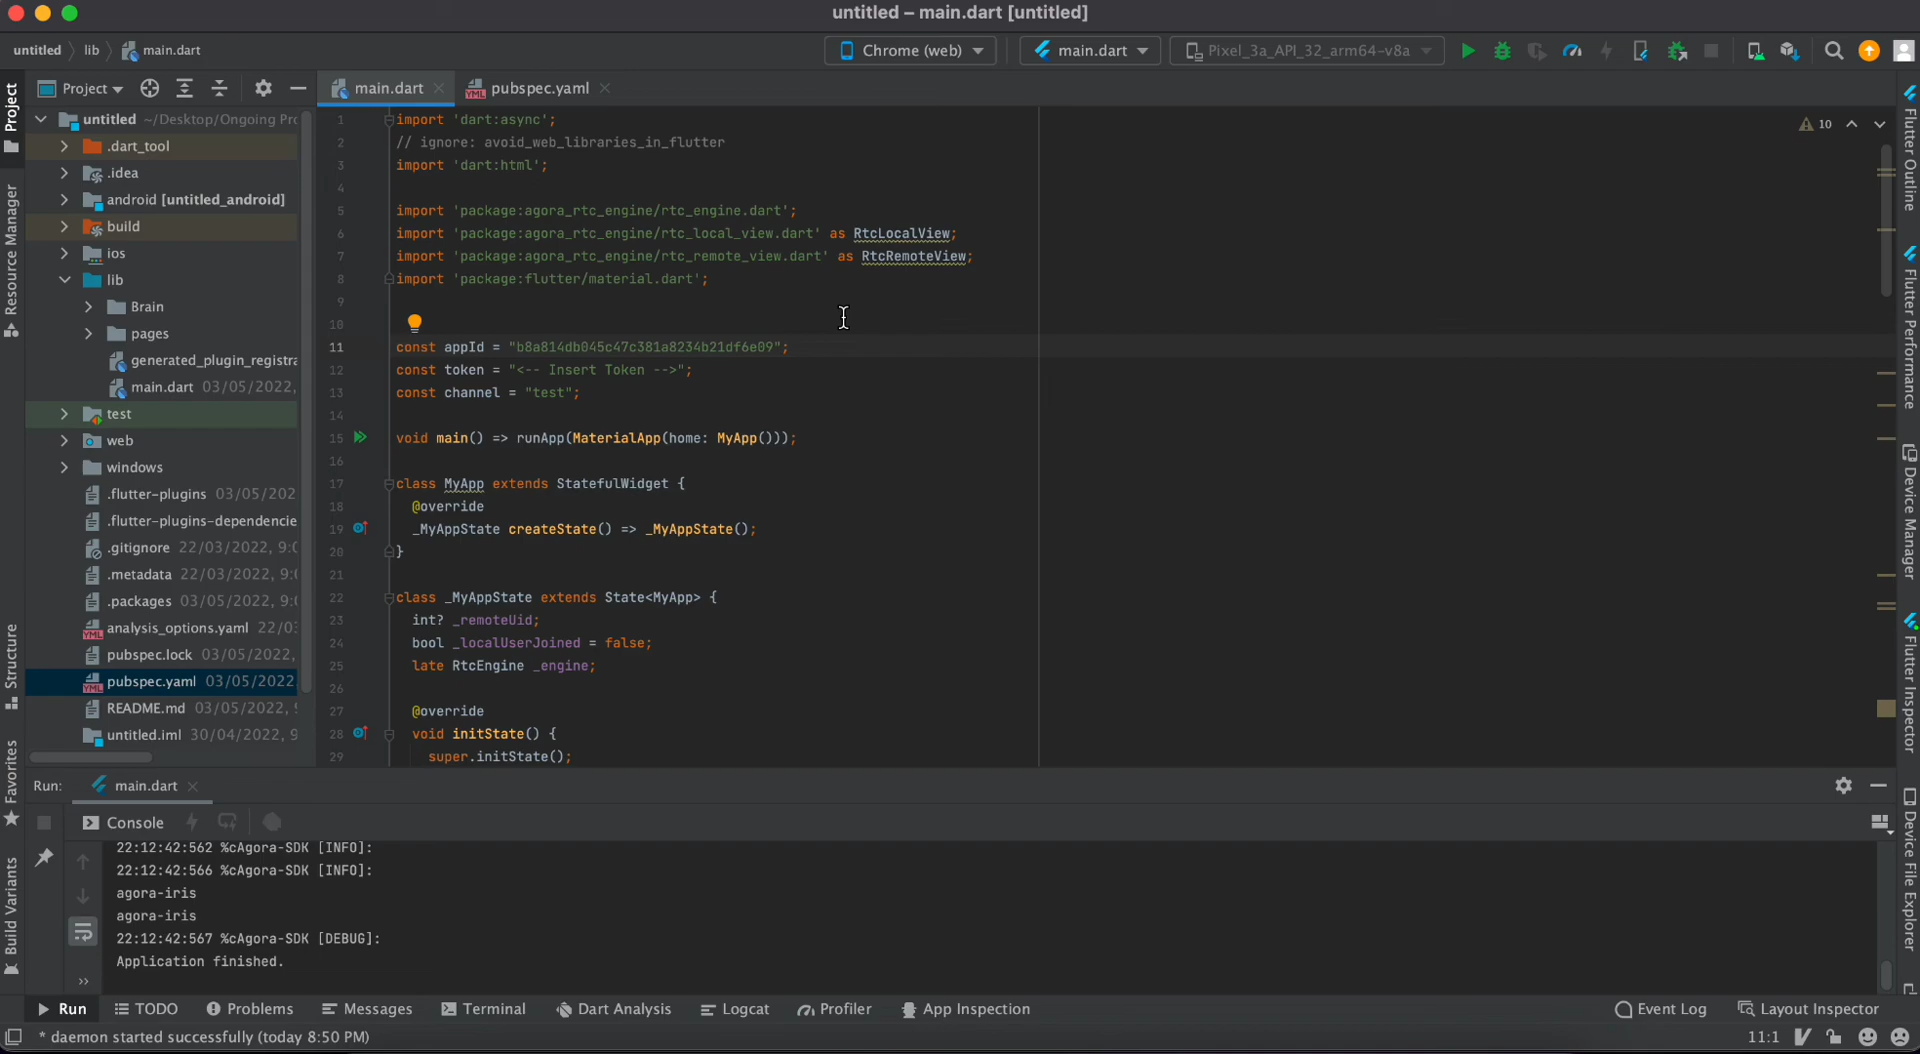 untitled – main.dart [untitled]
untitled lib main.dart
Chrome (web) main.dart Pixel_3a_API_32_arm64-v8a
Project
main.dart pubspec.yaml
untitled ~/Desktop/Ongoing Pr
.dart_tool
.idea
android [untitled_android]
build
ios
lib
Brain
pages
generated_plugin_registra
main.dart 03/05/2022,
test
web
windows
.flutter-plugins 03/05/202
.flutter-plugins-dependencie
.gitignore 22/03/2022, 9:0
.metadata 22/03/2022, 9:0
.packages 03/05/2022, 9:0
analysis_options.yaml 22/03
pubspec.lock 03/05/2022,
pubspec.yaml 03/05/2022
README.md 03/05/2022, 9
untitled.iml 30/04/2022, 9
Project
Resource Manager
Structure
Favorites
Build Variants
1 import 'dart:async';
2 // ignore: avoid_web_libraries_in_flutter
3 import 'dart:html';
4
5 import 'package:agora_rtc_engine/rtc_engine.dart';
6 import 'package:agora_rtc_engine/rtc_local_view.dart' as RtcLocalView;
7 import 'package:agora_rtc_engine/rtc_remote_view.dart' as RtcRemoteView;
8 import 'package:flutter/material.dart';
9
10
11 const appId = "b8a814db045c47c381a8234b21df6e09";
12 const token = "<-- Insert Token -->";
13 const channel = "test";
14
15 void main() => runApp(MaterialApp(home: MyApp()));
16
17 class MyApp extends StatefulWidget {
18 @override
19 _MyAppState createState() => _MyAppState();
20 }
21
22 class _MyAppState extends State<MyApp> {
23 int? _remoteUid;
24 bool _localUserJoined = false;
25 late RtcEngine _engine;
26
27 @override
28 void initState() {
29 super.initState();
10
Flutter Outline
Flutter Performance
Device Manager
Flutter Inspector
Device File Explorer
Run: main.dart
Console
22:12:42:562 %cAgora-SDK [INFO]:
22:12:42:566 %cAgora-SDK [INFO]:
agora-iris
agora-iris
22:12:42:567 %cAgora-SDK [DEBUG]:
Application finished.
Run TODO Problems Messages Terminal Dart Analysis Logcat Profiler App Inspection Event Log Layout Inspector
* daemon started successfully (today 8:50 PM) 11:1